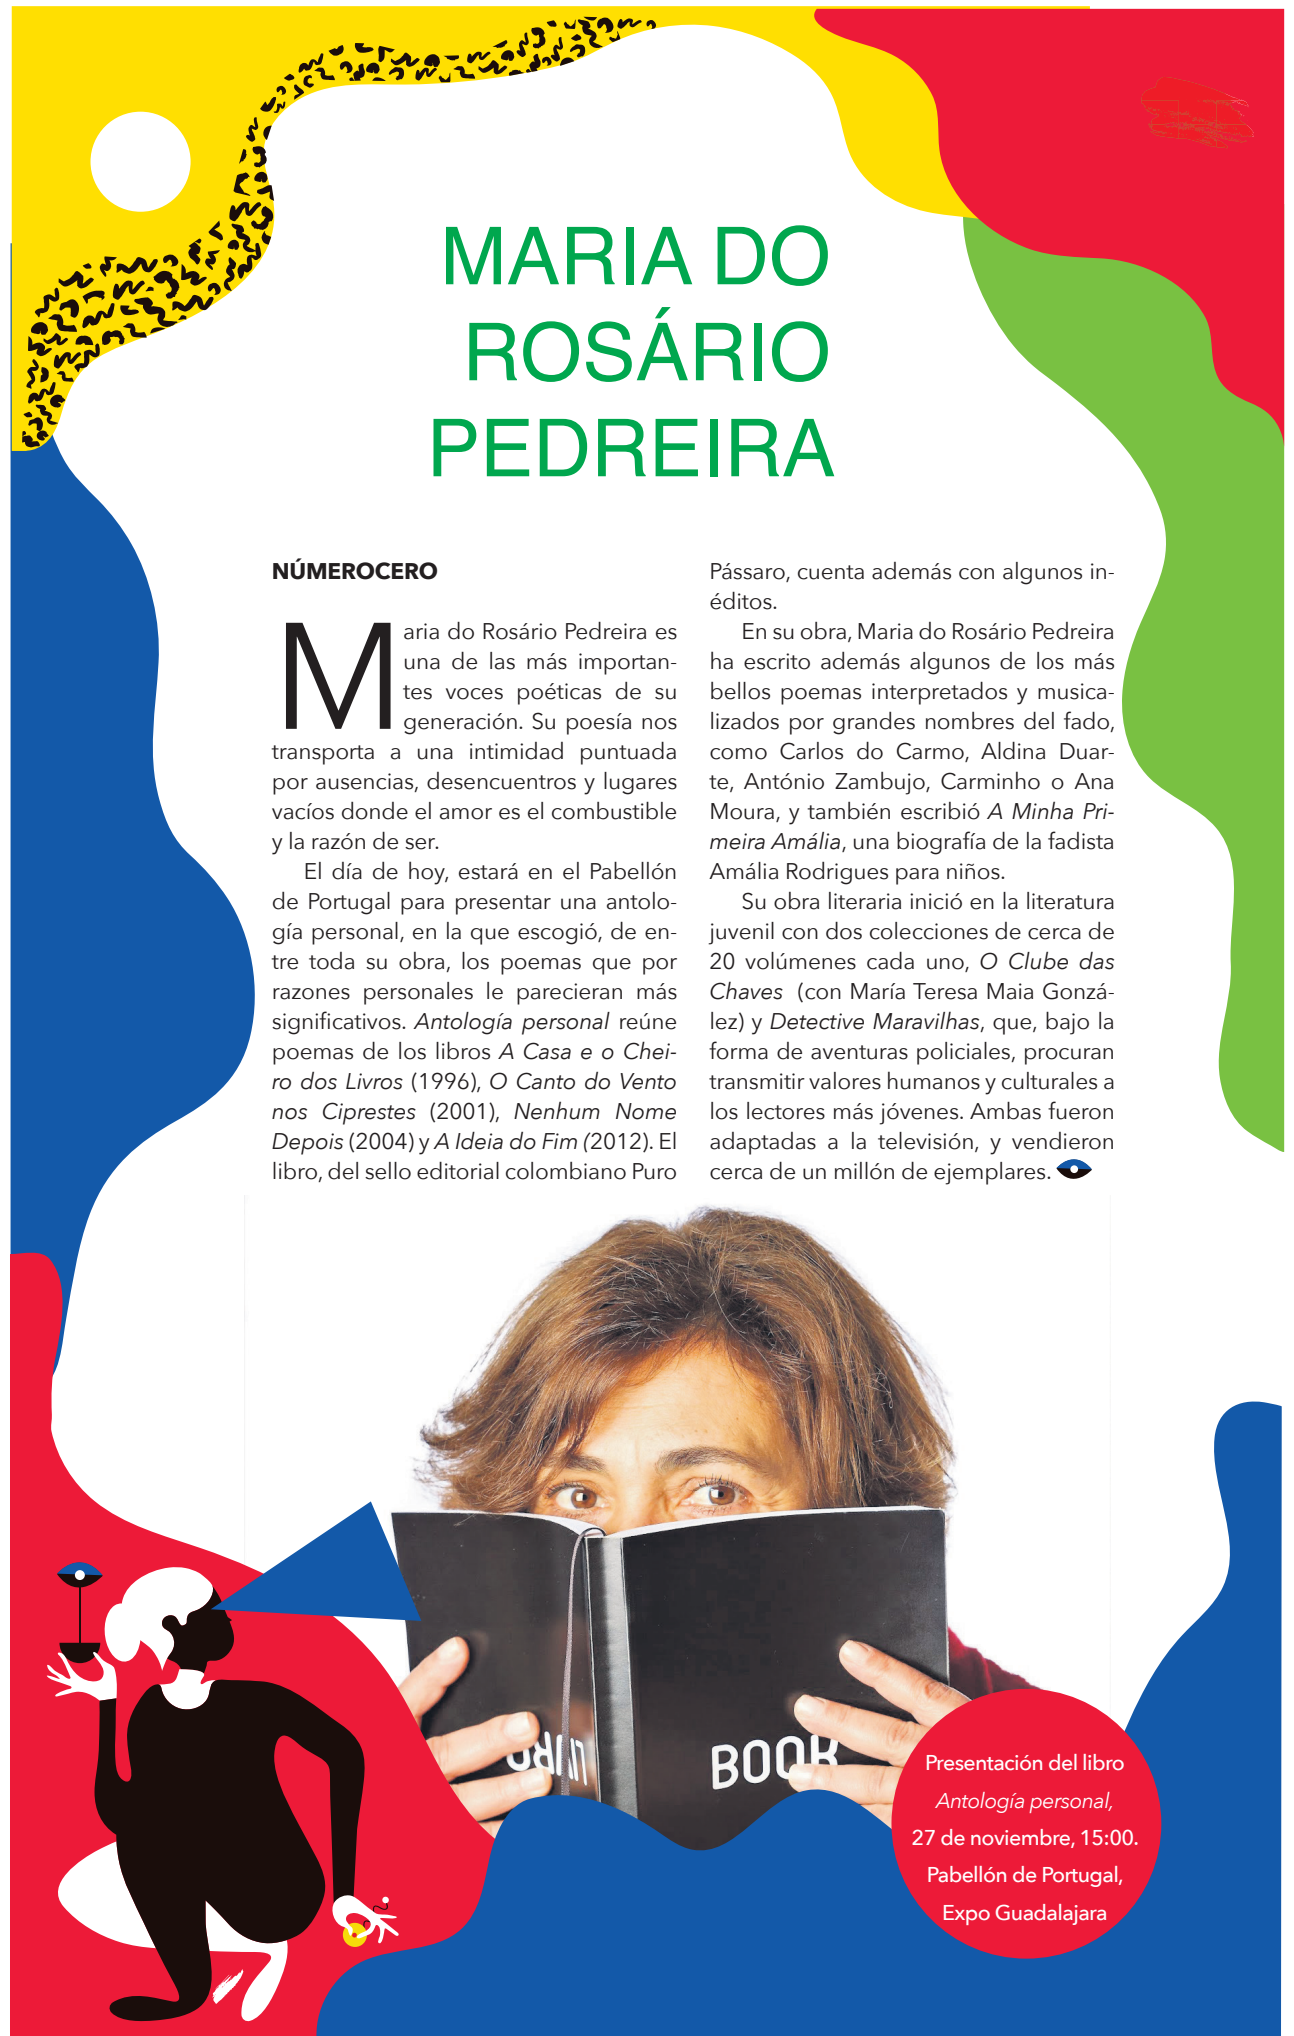 MARIA DO
ROSÁRIO
PEDREIRA
NÚMEROCERO
Maria do Rosário Pedreira es
una de las más importan-
tes voces poéticas de su
generación. Su poesía nos
transporta a una intimidad puntuada
por ausencias, desencuentros y lugares
vacíos donde el amor es el combustible
y la razón de ser.
El día de hoy, estará en el Pabellón
de Portugal para presentar una antolo-
gía personal, en la que escogió, de en-
tre toda su obra, los poemas que por
razones personales le parecieran más
significativos. Antología personal reúne
poemas de los libros A Casa e o Chei-
ro dos Livros (1996), O Canto do Vento
nos Ciprestes (2001), Nenhum Nome
Depois (2004) y A Ideia do Fim (2012). El
libro, del sello editorial colombiano Puro
Pássaro, cuenta además con algunos in-
éditos.
En su obra, Maria do Rosário Pedreira
ha escrito además algunos de los más
bellos poemas interpretados y musica-
lizados por grandes nombres del fado,
como Carlos do Carmo, Aldina Duar-
te, António Zambujo, Carminho o Ana
Moura, y también escribió A Minha Pri-
meira Amália, una biografía de la fadista
Amália Rodrigues para niños.
Su obra literaria inició en la literatura
juvenil con dos colecciones de cerca de
20 volúmenes cada uno, O Clube das
Chaves (con María Teresa Maia Gonzá-
lez) y Detective Maravilhas, que, bajo la
forma de aventuras policiales, procuran
transmitir valores humanos y culturales a
los lectores más jóvenes. Ambas fueron
adaptadas a la televisión, y vendieron
cerca de un millón de ejemplares.
LIVRO
BOOK
Presentación del libro
Antología personal,
27 de noviembre, 15:00.
Pabellón de Portugal,
Expo Guadalajara